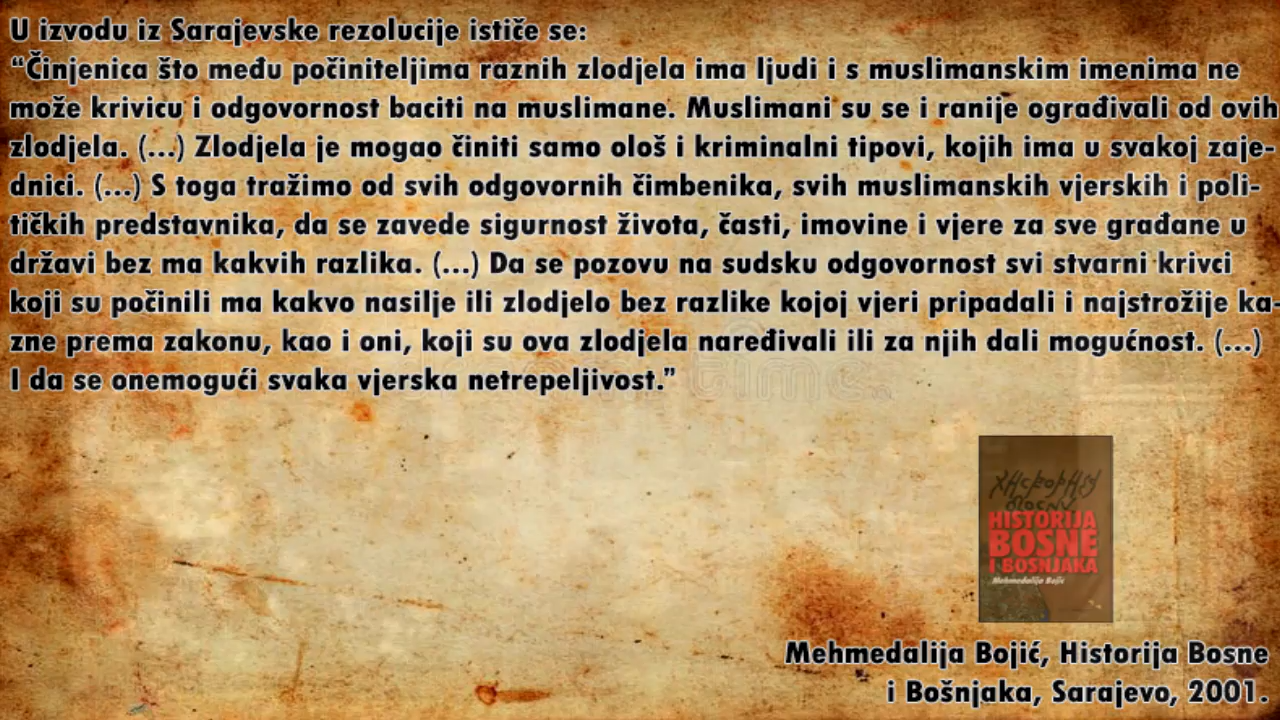 U izvodu iz Sarajevske rezolucije ističe se:
“Činjenica što među počiniteljima raznih zlodjela ima ljudi i s muslimanskim imenima ne
može krivicu i odgovornost baciti na muslimane. Muslimani su se i ranije ograđivali od ovih
zlodjela. (...) Zlodjela je mogao činiti samo ološ i kriminalni tipovi, kojih ima u svakoj zaje-
dnici. (...) S toga tražimo od svih odgovornih čimbenika, svih muslimanskih vjerskih i poli-
tičkih predstavnika, da se zavede sigurnost života, časti, imovine i vjere za sve građane u
državi bez ma kakvih razlika. (...) Da se pozovu na sudsku odgovornost svi stvarni krivci
koji su počinili ma kakvo nasilje ili zlodjelo bez razlike kojoj vjeri pripadali i najstrožije ka-
zne prema zakonu, kao i oni, koji su ova zlodjela naređivali ili za njih dali mogućnost. (...)
I da se onemogući svaka vjerska netrepeljivost.”
HISTORIJA
BOSNE
I BOŠNJAKA
Mehmedalija Bojić
Mehmedalija Bojić, Historija Bosne
i Bošnjaka, Sarajevo, 2001.